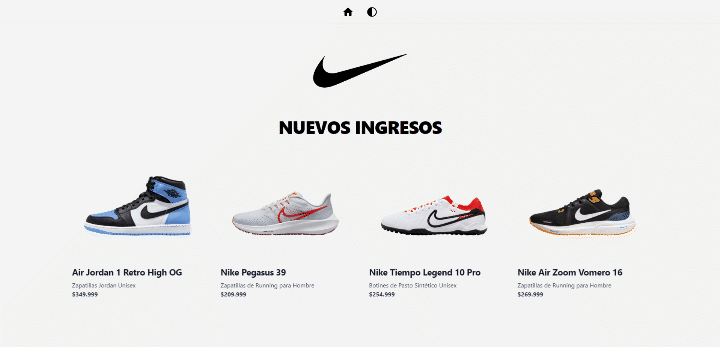 NUEVOS INGRESOS
Air Jordan 1 Retro High OG
Zapatillas Jordan Unisex
$349.999
Nike Pegasus 39
Zapatillas de Running para Hombre
$209.999
Nike Tiempo Legend 10 Pro
Botines de Pasto Sintético Unisex
$254.999
Nike Air Zoom Vomero 16
Zapatillas de Running para Hombre
$269.999